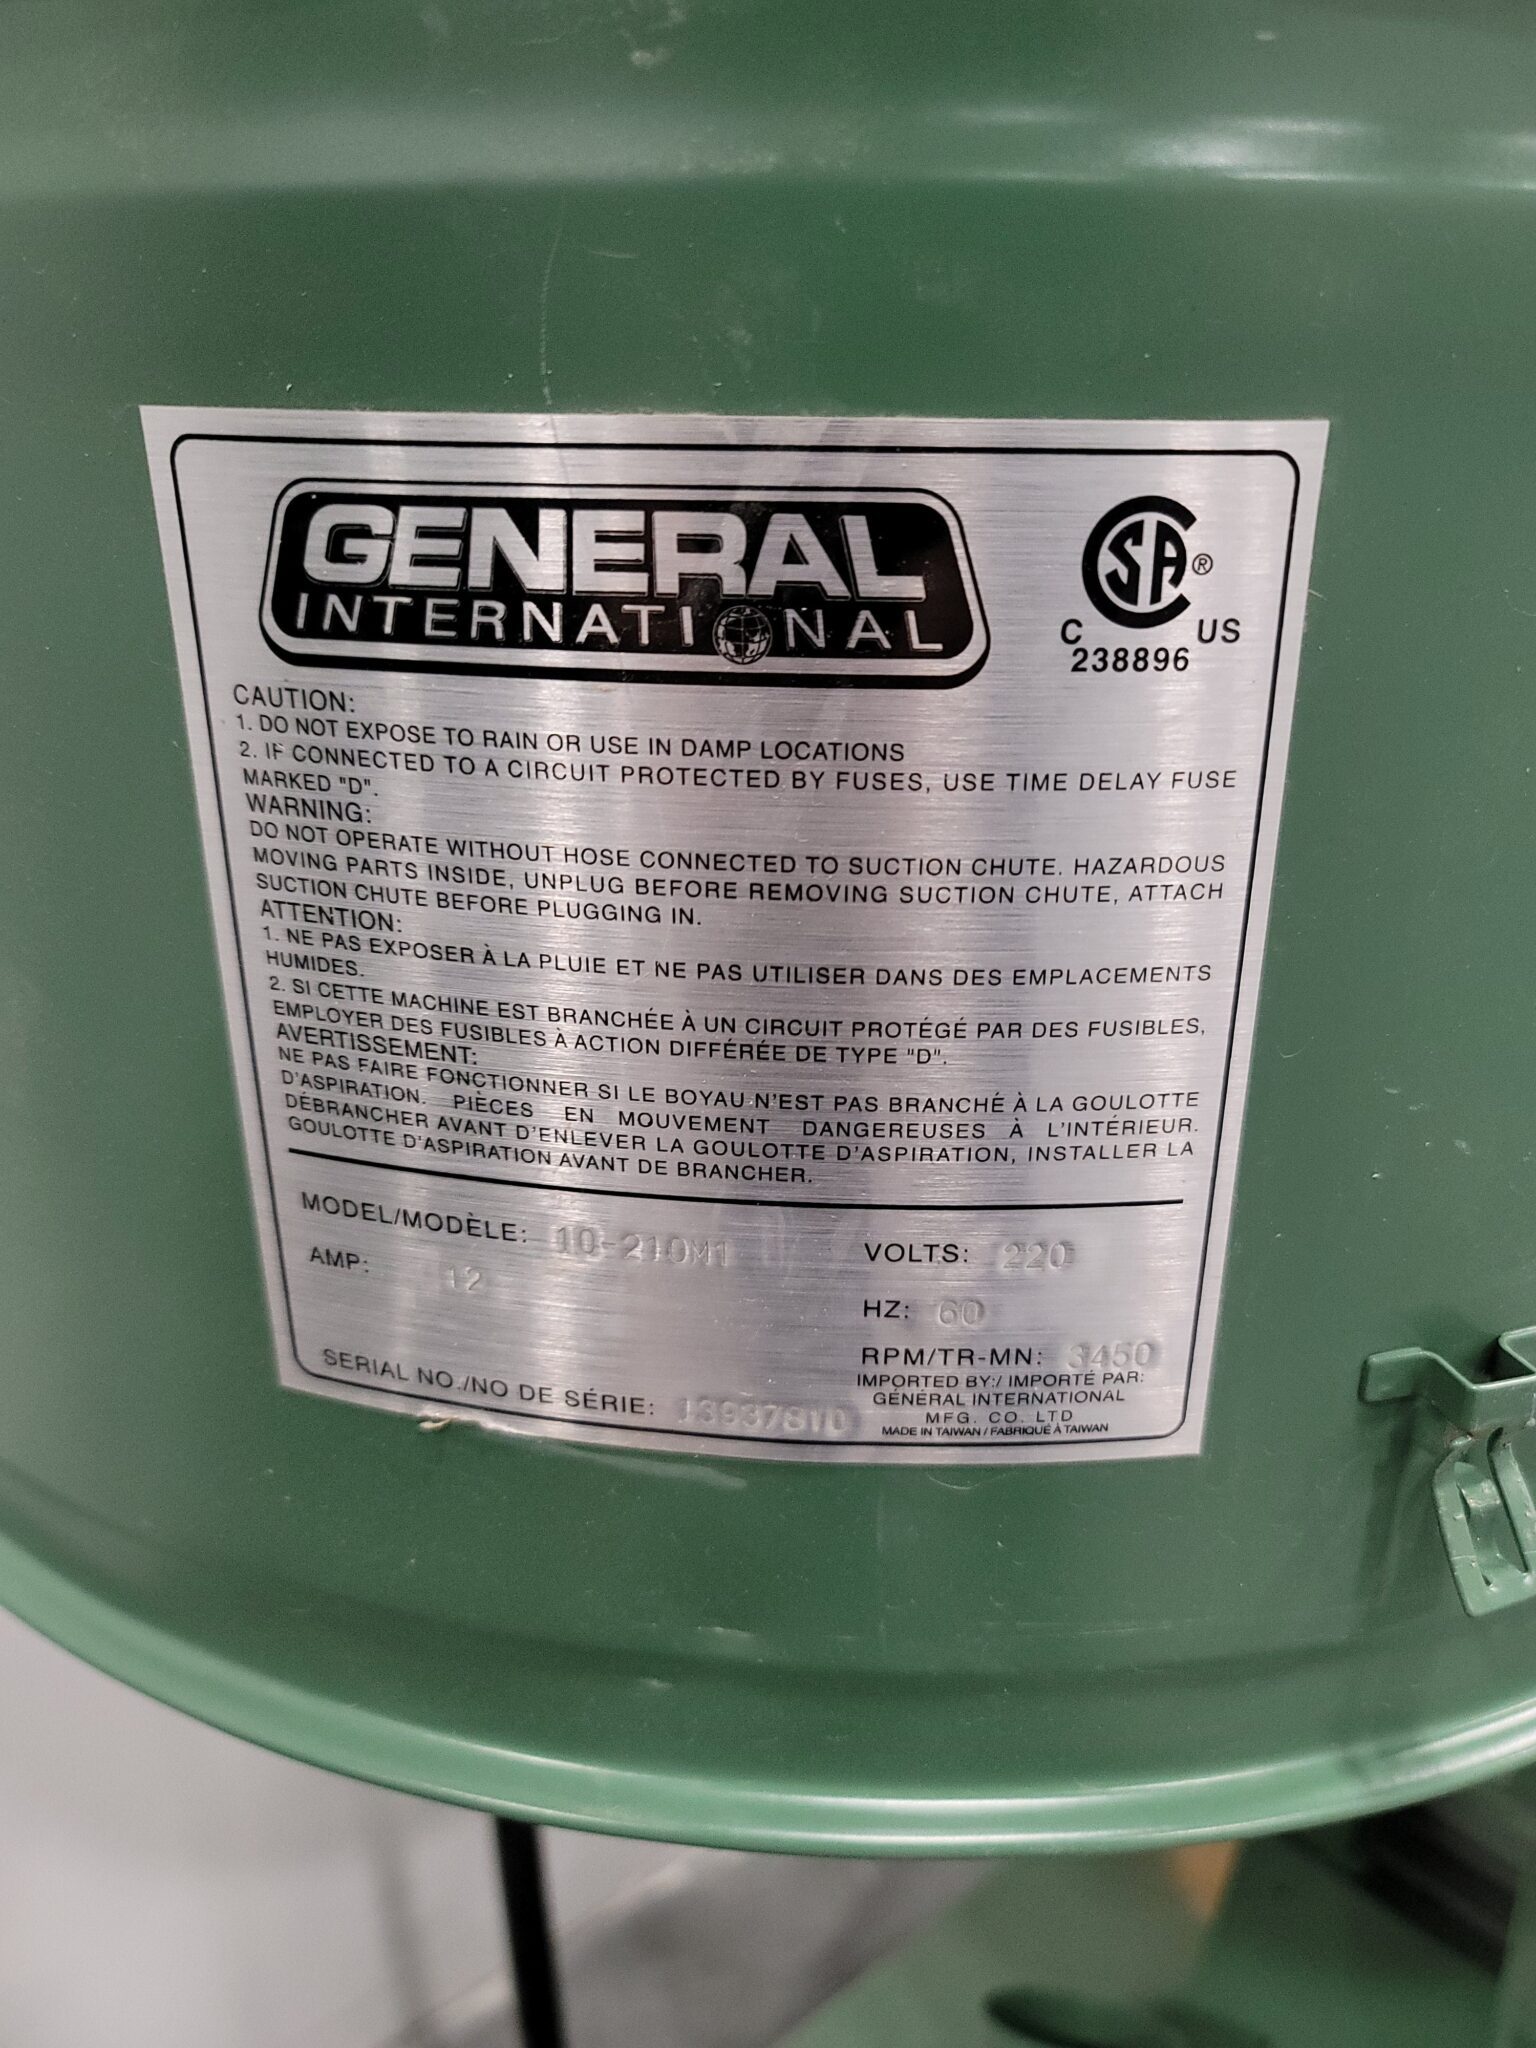 GENERAL
INTERNATIONAL
CSA®
C US
238896
CAUTION:
1. DO NOT EXPOSE TO RAIN OR USE IN DAMP LOCATIONS
2. IF CONNECTED TO A CIRCUIT PROTECTED BY FUSES, USE TIME DELAY FUSE
MARKED "D".
WARNING:
DO NOT OPERATE WITHOUT HOSE CONNECTED TO SUCTION CHUTE. HAZARDOUS
MOVING PARTS INSIDE, UNPLUG BEFORE REMOVING SUCTION CHUTE, ATTACH
SUCTION CHUTE BEFORE PLUGGING IN.
ATTENTION:
1. NE PAS EXPOSER À LA PLUIE ET NE PAS UTILISER DANS DES EMPLACEMENTS
HUMIDES.
2. SI CETTE MACHINE EST BRANCHÉE À UN CIRCUIT PROTÉGÉ PAR DES FUSIBLES,
EMPLOYER DES FUSIBLES À ACTION DIFFÉRÉE DE TYPE "D".
AVERTISSEMENT:
NE PAS FAIRE FONCTIONNER SI LE BOYAU N'EST PAS BRANCHÉ À LA GOULOTTE
D'ASPIRATION. PIÈCES EN MOUVEMENT DANGEREUSES À L'INTÉRIEUR.
DÉBRANCHER AVANT D'ENLEVER LA GOULOTTE D'ASPIRATION, INSTALLER LA
GOULOTTE D'ASPIRATION AVANT DE BRANCHER.
MODEL/MODÈLE: 10-210M1
AMP: 12
VOLTS: 220
HZ: 60
RPM/TR-MN: 3450
SERIAL NO./NO DE SÉRIE:
IMPORTED BY:/ IMPORTÉ PAR:
GÉNÉRAL INTERNATIONAL
MFG. CO. LTD
MADE IN TAIWAN / FABRIQUÉ À TAIWAN